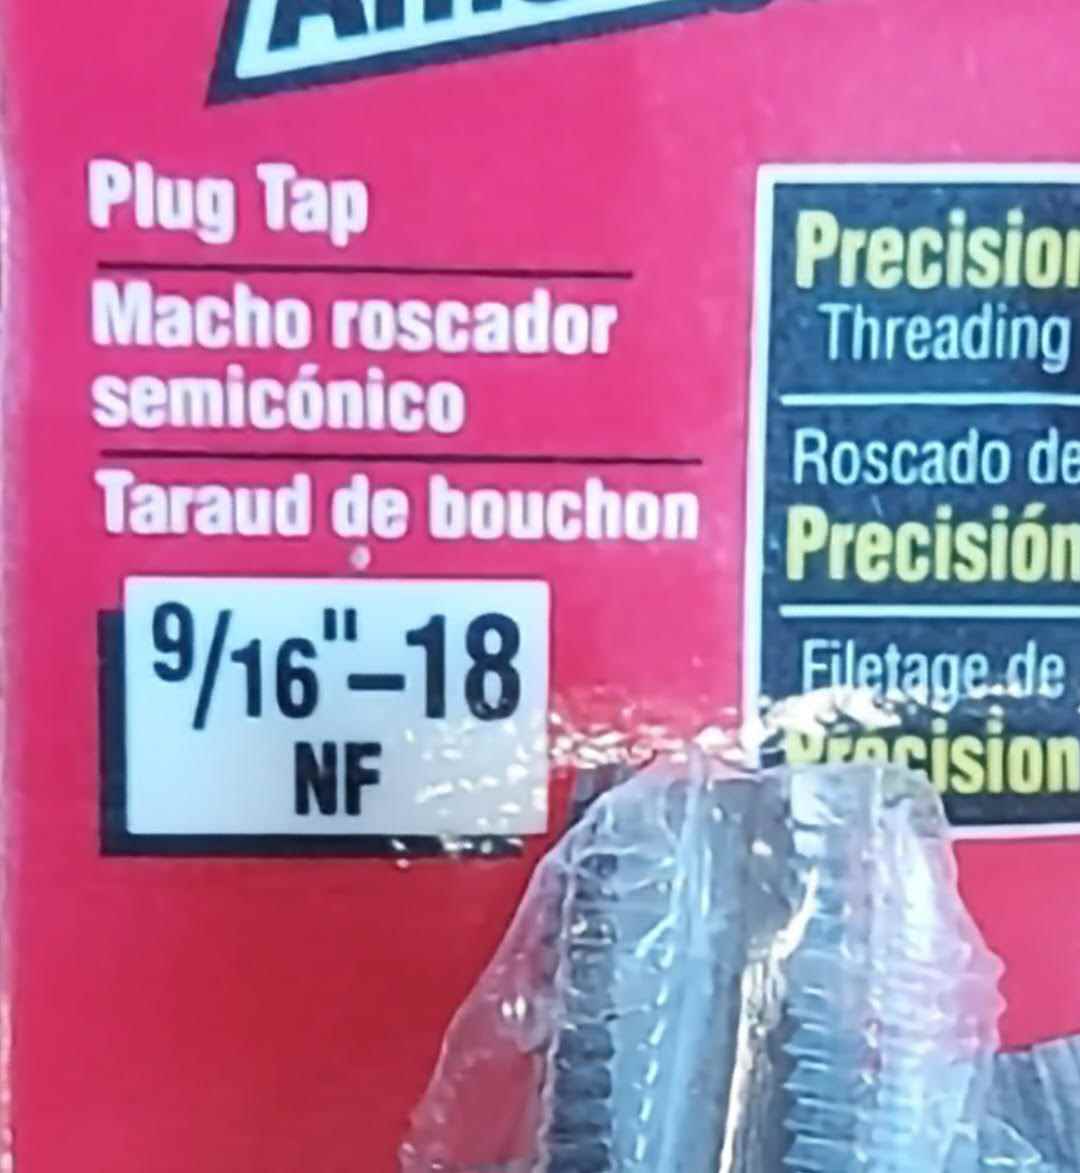 Plug Tap
Macho roscador
semicónico
Taraud de bouchon
9/16"–18
NF
Precision
Threading
Roscado de
Precisión
Filetage de
Precision